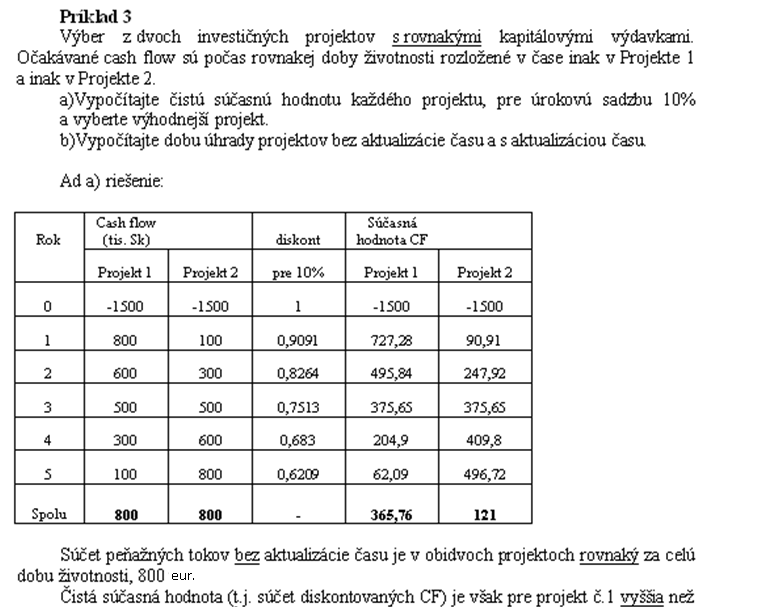 Príklad 3
Výber z dvoch investičných projektov s rovnakými kapitálovými výdavkami.
Očakávané cash flow sú počas rovnakej doby životnosti rozložené v čase inak v Projekte 1
a inak v Projekte 2.
a)Vypočítajte čistú súčasnú hodnotu každého projektu, pre úrokovú sadzbu 10%
a vyberte výhodnejší projekt.
b)Vypočítajte dobu úhrady projektov bez aktualizácie času a s aktualizáciou času.
Ad a) riešenie:
Rok Cash flow (tis. Sk) diskont Súčasná hodnota CF
Projekt 1 Projekt 2 pre 10% Projekt 1 Projekt 2
0 -1500 -1500 1 -1500 -1500
1 800 100 0,9091 727,28 90,91
2 600 300 0,8264 495,84 247,92
3 500 500 0,7513 375,65 375,65
4 300 600 0,683 204,9 409,8
5 100 800 0,6209 62,09 496,72
Spolu 800 800 - 365,76 121
Súčet peňažných tokov bez aktualizácie času je v obidvoch projektoch rovnaký za celú
dobu životnosti, 800 eur.
Čistá súčasná hodnota (t.j. súčet diskontovaných CF) je však pre projekt č.1 vyššia než